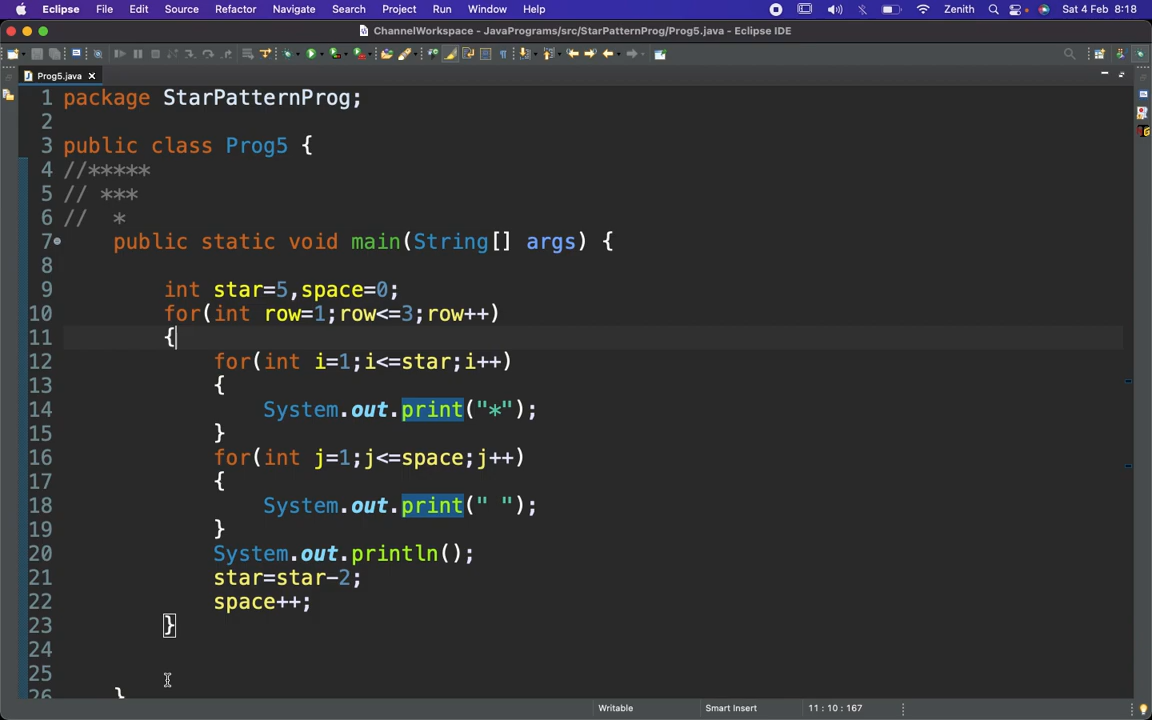 Eclipse File Edit Source Refactor Navigate Search Project Run Window Help Zenith Sat 4 Feb 8:18
ChannelWorkspace - JavaPrograms/src/StarPatternProg/Prog5.java - Eclipse IDE
Prog5.java
1 package StarPatternProg;
2
3 public class Prog5 {
4 //*****
5 // ***
6 //  *
7 public static void main(String[] args) {
8
9 int star=5,space=0;
10 for(int row=1;row<=3;row++)
11 {
12 for(int i=1;i<=star;i++)
13 {
14 System.out.print("*");
15 }
16 for(int j=1;j<=space;j++)
17 {
18 System.out.print(" ");
19 }
20 System.out.println();
21 star=star-2;
22 space++;
23 }
24
25
26 }
Writable Smart Insert 11 : 10 : 167